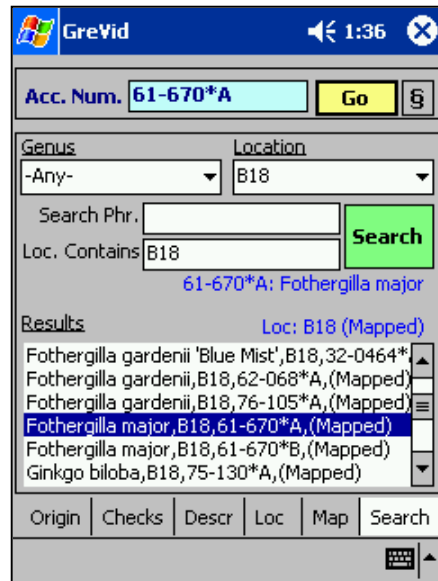 GreVid 1:36
Acc. Num. 61-670*A Go §
Genus Location
-Any- B18
Search Phr.
Loc. Contains B18 Search
61-670*A: Fothergilla major
Results Loc: B18 (Mapped)
Fothergilla gardenii 'Blue Mist',B18,32-0464*
Fothergilla gardenii,B18,62-068*A,(Mapped)
Fothergilla gardenii,B18,76-105*A,(Mapped)
Fothergilla major,B18,61-670*A,(Mapped)
Fothergilla major,B18,61-670*B,(Mapped)
Ginkgo biloba,B18,75-130*A,(Mapped)
Origin Checks Descr Loc Map Search